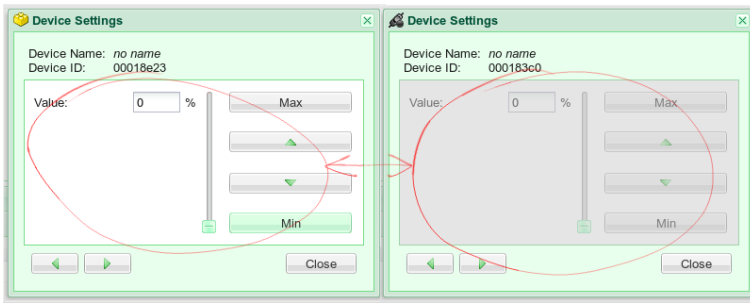 Device Settings
Device Name: no name
Device ID: 00018e23
Value: 0 % Max
Min
Close
Device Settings
Device Name: no name
Device ID: 000183c0
Value: 0 % Max
Min
Close